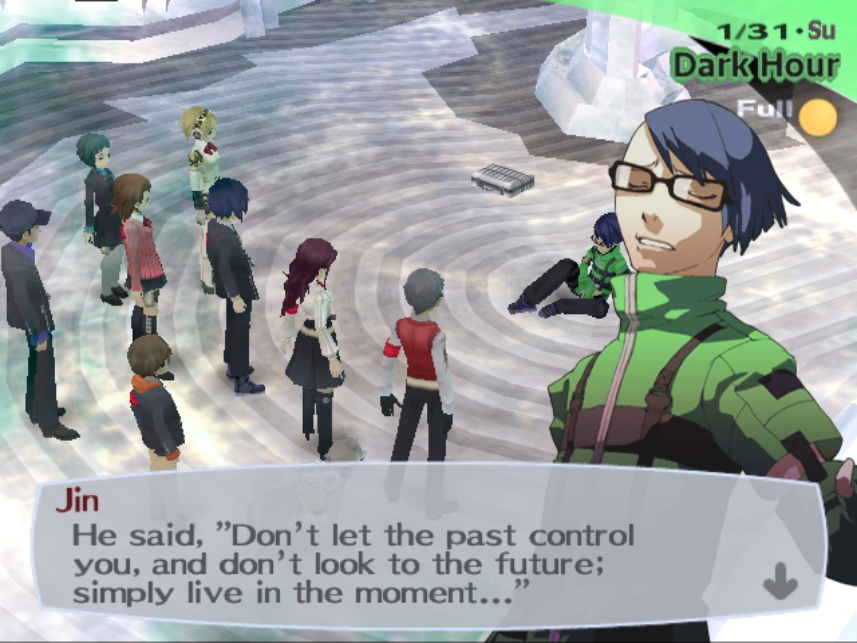 1/31・Su
Dark Hour
Full
Jin
He said, "Don't let the past control
you, and don't look to the future;
simply live in the moment..."